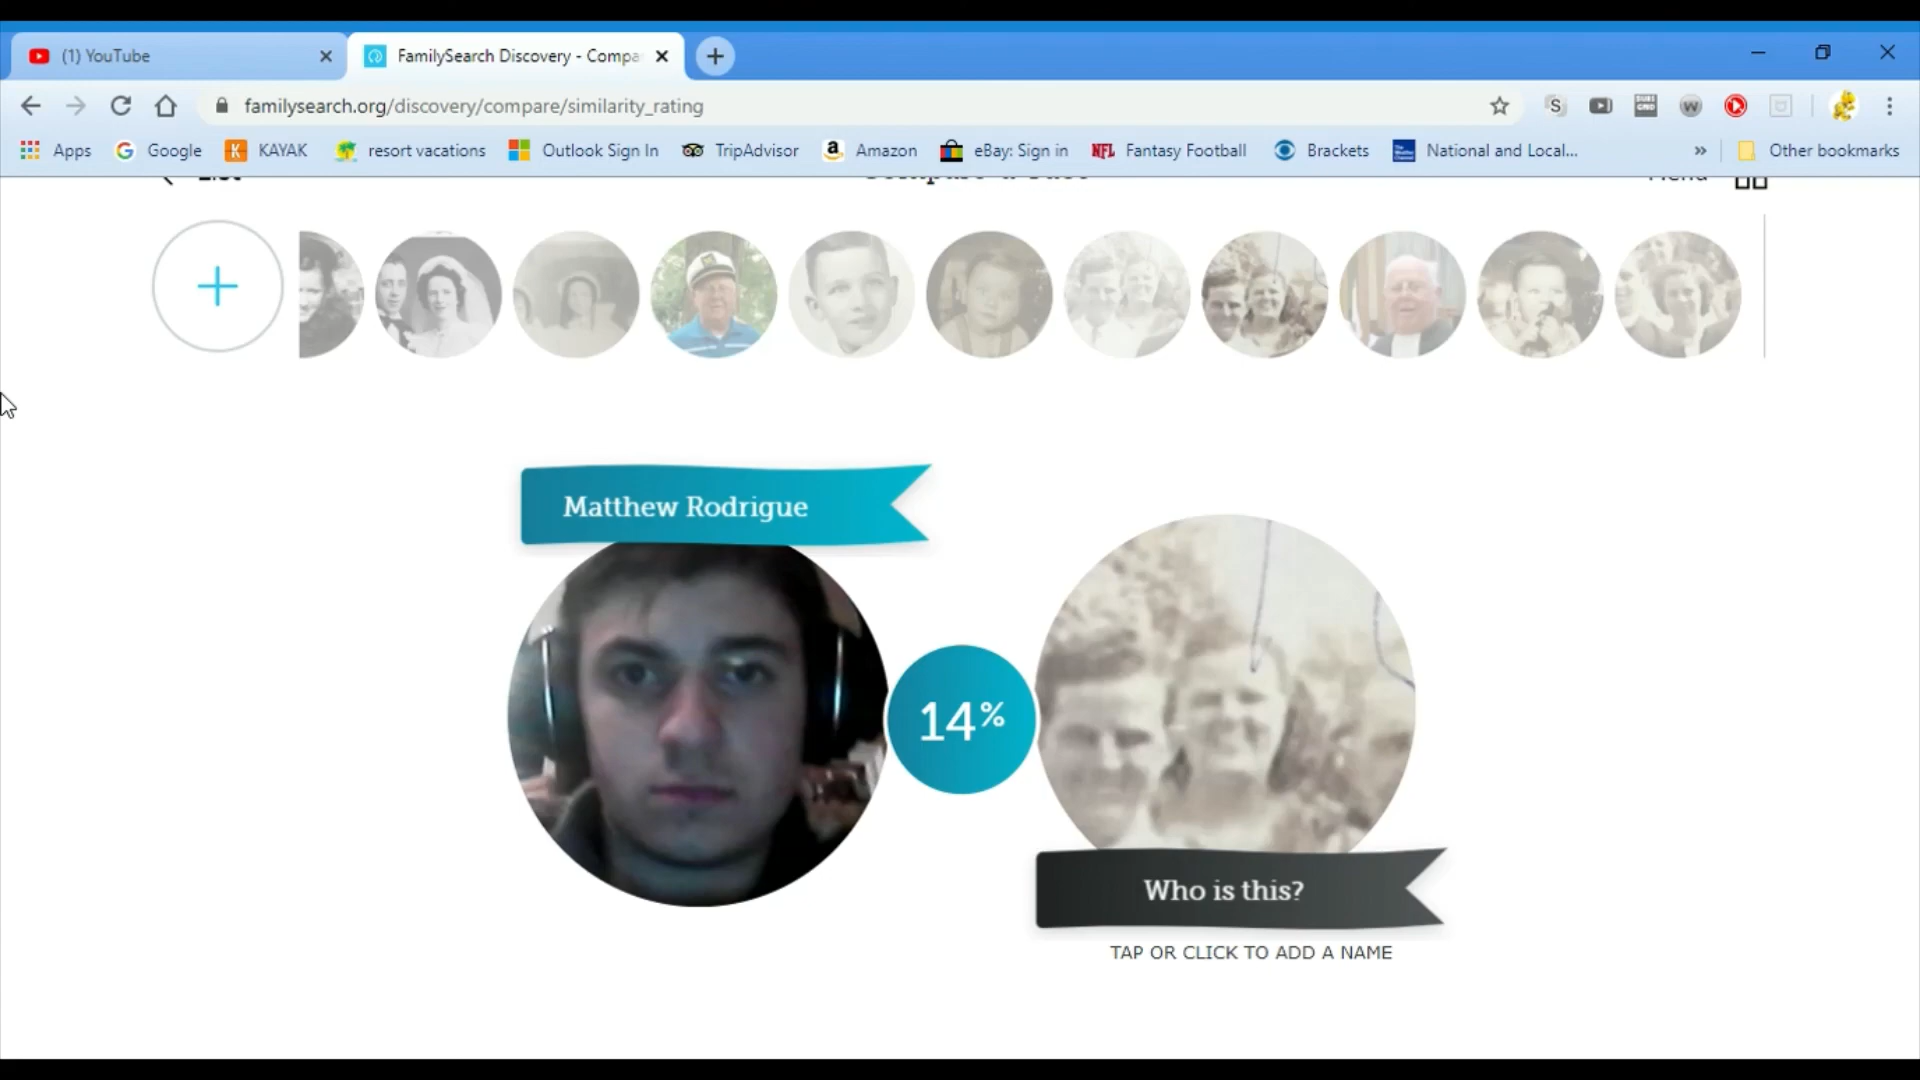 (1) YouTube
FamilySearch Discovery - Compa
familysearch.org/discovery/compare/similarity_rating
Apps Google KAYAK resort vacations Outlook Sign In TripAdvisor Amazon eBay: Sign in NFL Fantasy Football Brackets National and Local... » Other bookmarks
Matthew Rodrigue
14%
Who is this?
TAP OR CLICK TO ADD A NAME